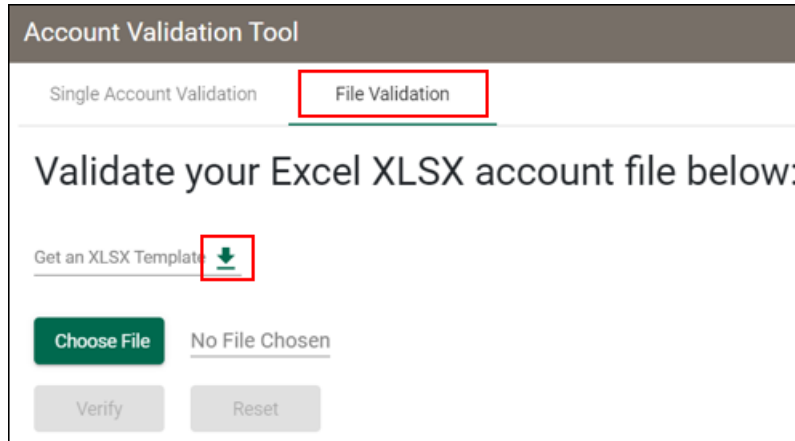 Account Validation Tool
Single Account Validation File Validation
Validate your Excel XLSX account file below:
Get an XLSX Template
Choose File No File Chosen
Verify Reset